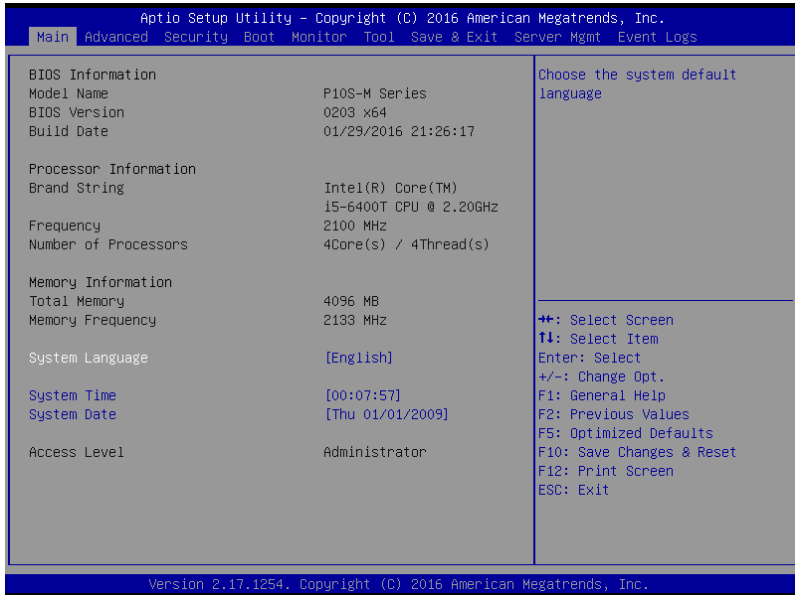 Aptio Setup Utility – Copyright (C) 2016 American Megatrends, Inc.
Main Advanced Security Boot Monitor Tool Save & Exit Server Mgmt Event Logs
BIOS Information
Model Name P10S-M Series
BIOS Version 0203 x64
Build Date 01/29/2016 21:26:17
Processor Information
Brand String Intel(R) Core(TM)
i5-6400T CPU @ 2.20GHz
Frequency 2100 MHz
Number of Processors 4Core(s) / 4Thread(s)
Memory Information
Total Memory 4096 MB
Memory Frequency 2133 MHz
System Language [English]
System Time [00:07:57]
System Date [Thu 01/01/2009]
Access Level Administrator
Choose the system default
language
→←: Select Screen
↑↓: Select Item
Enter: Select
+/-: Change Opt.
F1: General Help
F2: Previous Values
F5: Optimized Defaults
F10: Save Changes & Reset
F12: Print Screen
ESC: Exit
Version 2.17.1254. Copyright (C) 2016 American Megatrends, Inc.